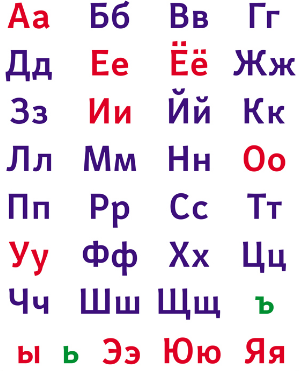 Аа Бб Вв Гг
Дд Ее Ёё Жж
Зз Ии Йй Кк
Лл Мм Нн Оо
Пп Рр Сс Тт
Уу Фф Хх Цц
Чч Шш Щщ ъ
ы ь Ээ Юю Яя